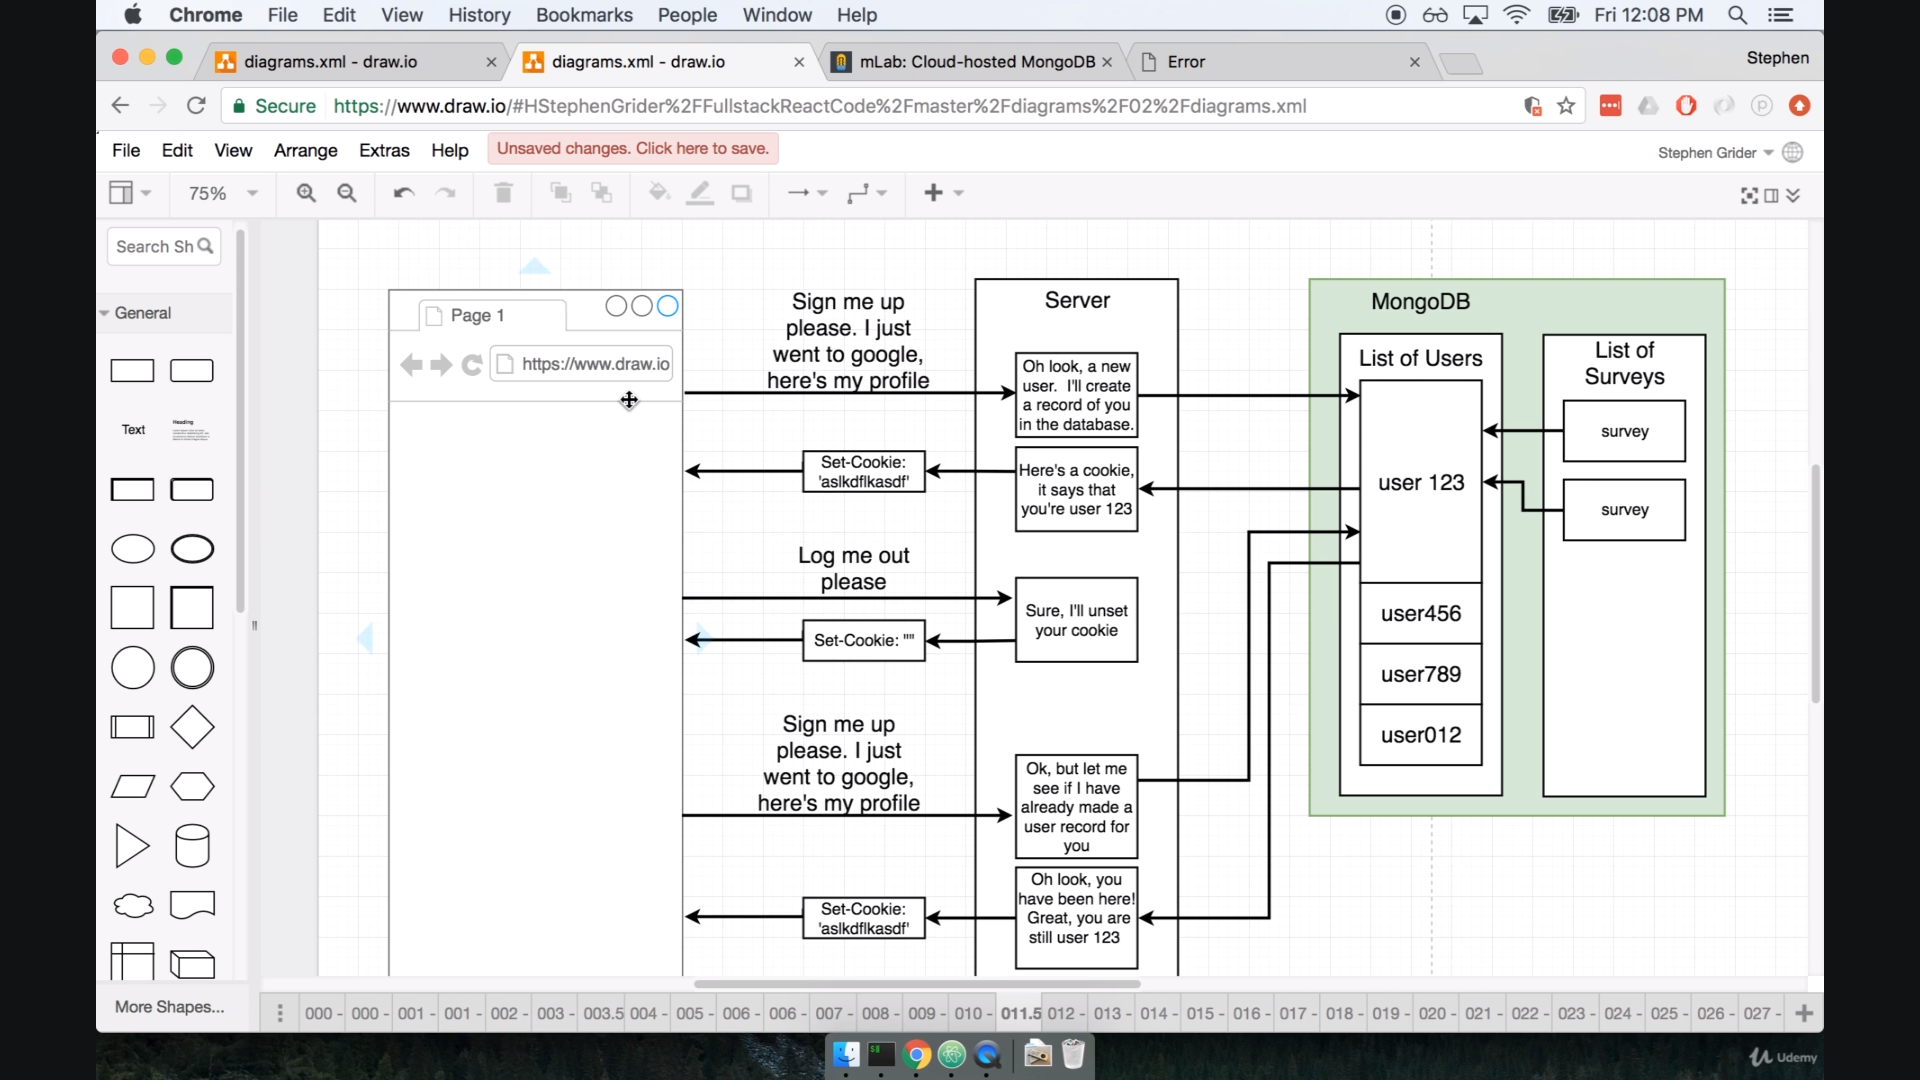 Chrome File Edit View History Bookmarks People Window Help Fri 12:08 PM
diagrams.xml - draw.io diagrams.xml - draw.io mLab: Cloud-hosted MongoDB Error Stephen
Secure https://www.draw.io/#HStephenGrider%2FFullstackReactCode%2Fmaster%2Fdiagrams%2F02%2Fdiagrams.xml
File Edit View Arrange Extras Help Unsaved changes. Click here to save. Stephen Grider
75%
Search Sh
General
Text
Heading
More Shapes...
Page 1
https://www.draw.io
Sign me up
please. I just
went to google,
here's my profile
Set-Cookie:
'aslkdflkasdf'
Log me out
please
Set-Cookie: ""
Sign me up
please. I just
went to google,
here's my profile
Set-Cookie:
'aslkdflkasdf'
Server
Oh look, a new
user. I'll create
a record of you
in the database.
Here's a cookie,
it says that
you're user 123
Sure, I'll unset
your cookie
Ok, but let me
see if I have
already made a
user record for
you
Oh look, you
have been here!
Great, you are
still user 123
MongoDB
List of Users
user 123
user456
user789
user012
List of
Surveys
survey
survey
000 - 000 - 001 - 001 - 002 - 003 - 003.5 004 - 005 - 006 - 006 - 007 - 008 - 009 - 010 - 011.5 012 - 013 - 014 - 015 - 016 - 017 - 018 - 019 - 020 - 021 - 022 - 023 - 024 - 025 - 026 - 027 -
Udemy